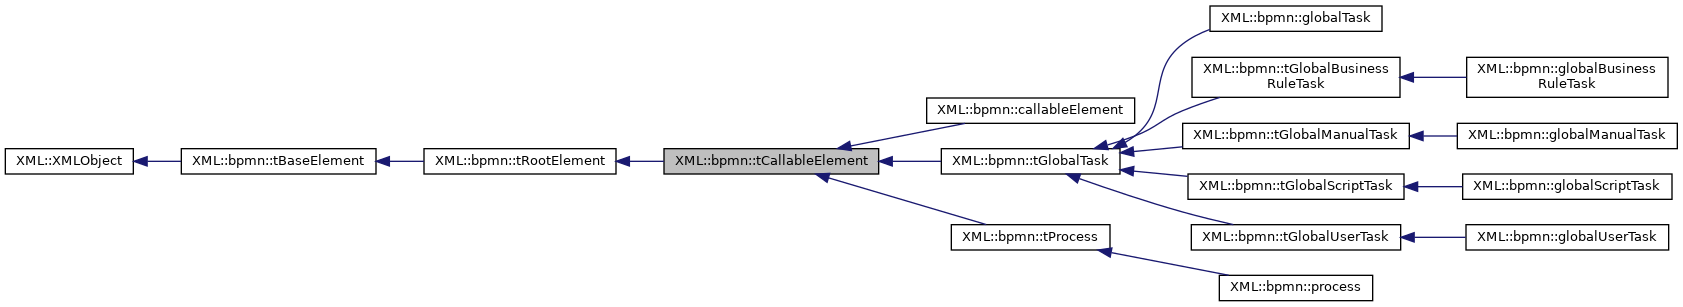 XML::XMLObject
XML::bpmn::tBaseElement
XML::bpmn::tRootElement
XML::bpmn::tCallableElement
XML::bpmn::callableElement
XML::bpmn::tGlobalTask
XML::bpmn::tProcess
XML::bpmn::globalTask
XML::bpmn::tGlobalBusiness
RuleTask
XML::bpmn::tGlobalManualTask
XML::bpmn::tGlobalScriptTask
XML::bpmn::tGlobalUserTask
XML::bpmn::process
XML::bpmn::globalBusiness
RuleTask
XML::bpmn::globalManualTask
XML::bpmn::globalScriptTask
XML::bpmn::globalUserTask